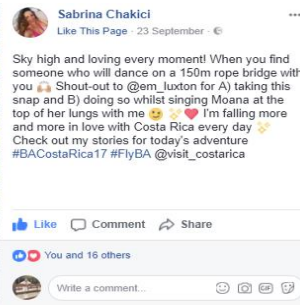 Sabrina Chakici
Like This Page · 23 September ·
Sky high and loving every moment! When you find
someone who will dance on a 150m rope bridge with
you 🙌🏻 Shout-out to @em_luxton for A) taking this
snap and B) doing so whilst singing Moana at the
top of her lungs with me 😜 ✨ ❤️ I'm falling more
and more in love with Costa Rica every day ✨
Check out my stories for today's adventure
#BACostaRica17 #FlyBA @visit_costarica
Like Comment Share
You and 16 others
Write a comment...
GIF